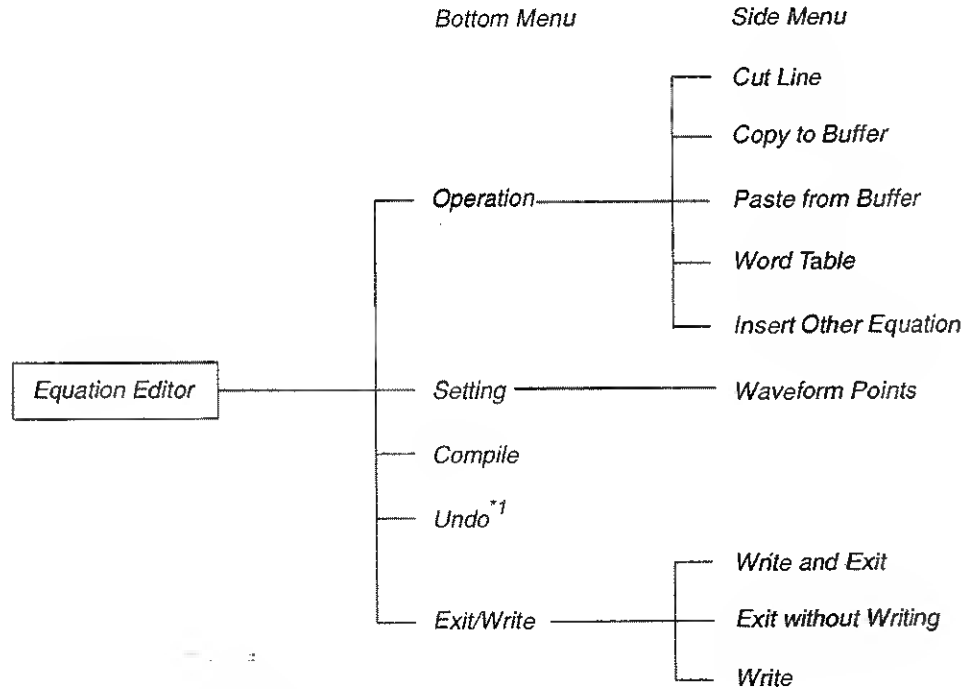 Bottom Menu Side Menu
Cut Line
Copy to Buffer
Operation Paste from Buffer
Word Table
Insert Other Equation
Equation Editor Setting Waveform Points
Compile
Undo*1
Write and Exit
Exit/Write Exit without Writing
Write